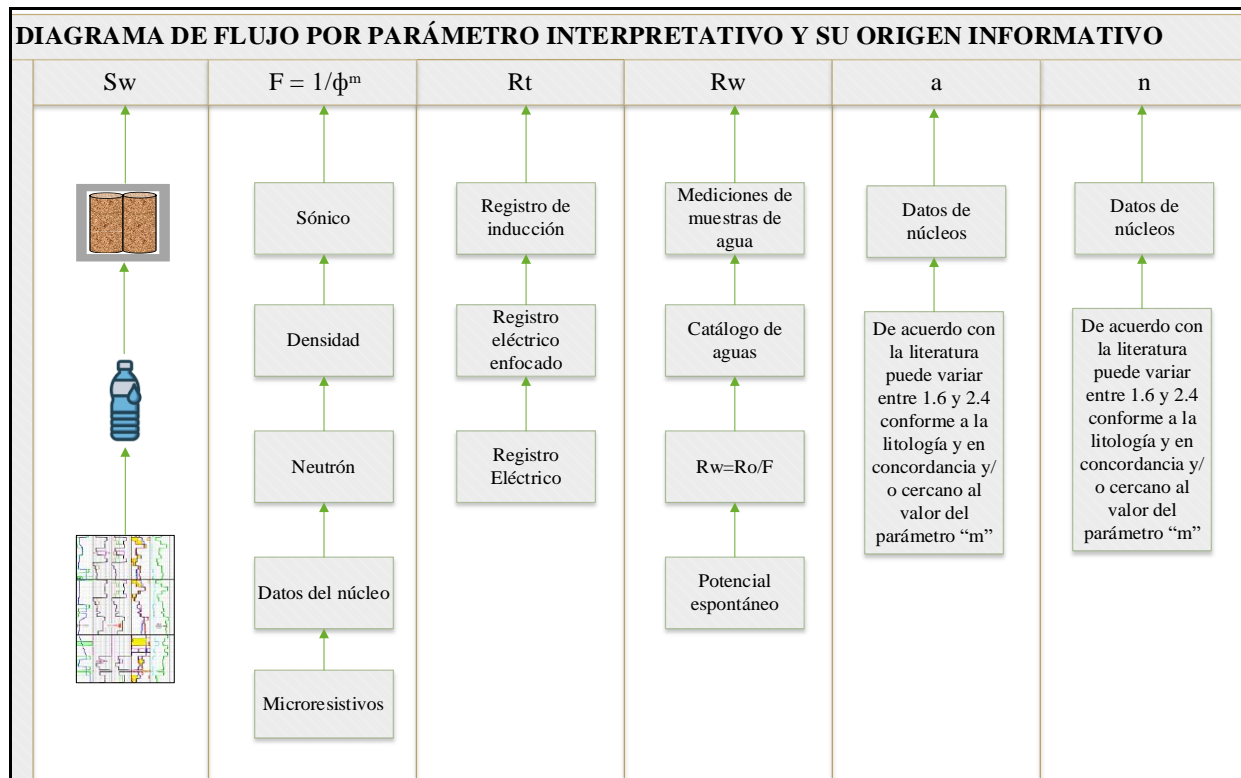 DIAGRAMA DE FLUJO POR PARÁMETRO INTERPRETATIVO Y SU ORIGEN INFORMATIVO
Sw
F = 1/ϕᵐ
Rt
Rw
a
n
Sónico
Densidad
Neutrón
Datos del núcleo
Microresistivos
Registro de
inducción
Registro
eléctrico
enfocado
Registro
Eléctrico
Mediciones de
muestras de
agua
Catálogo de
aguas
Rw=Ro/F
Potencial
espontáneo
Datos de
núcleos
De acuerdo con
la literatura
puede variar
entre 1.6 y 2.4
conforme a la
litología y en
concordancia y/
o cercano al
valor del
parámetro “m”
Datos de
núcleos
De acuerdo con
la literatura
puede variar
entre 1.6 y 2.4
conforme a la
litología y en
concordancia y/
o cercano al
valor del
parámetro “m”